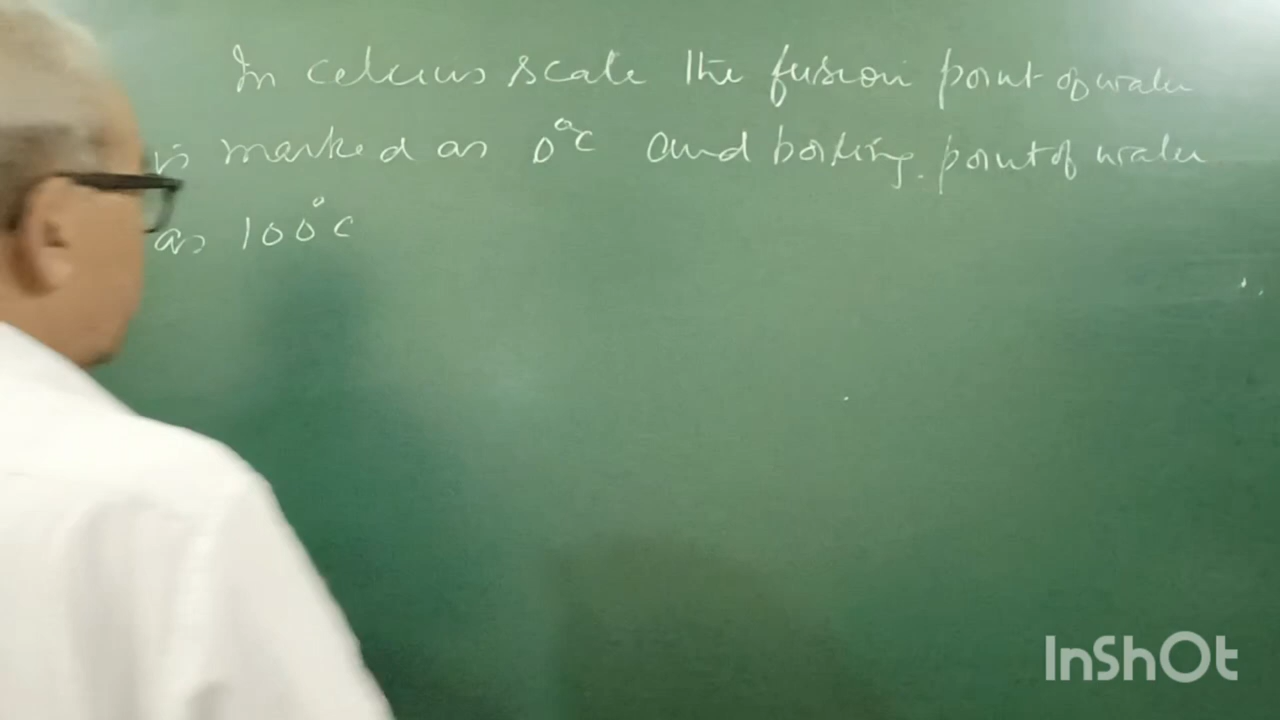 In celcius scale the fusion point of water
is marked as 0°C and boiling point of water
as 100°C
InShOt